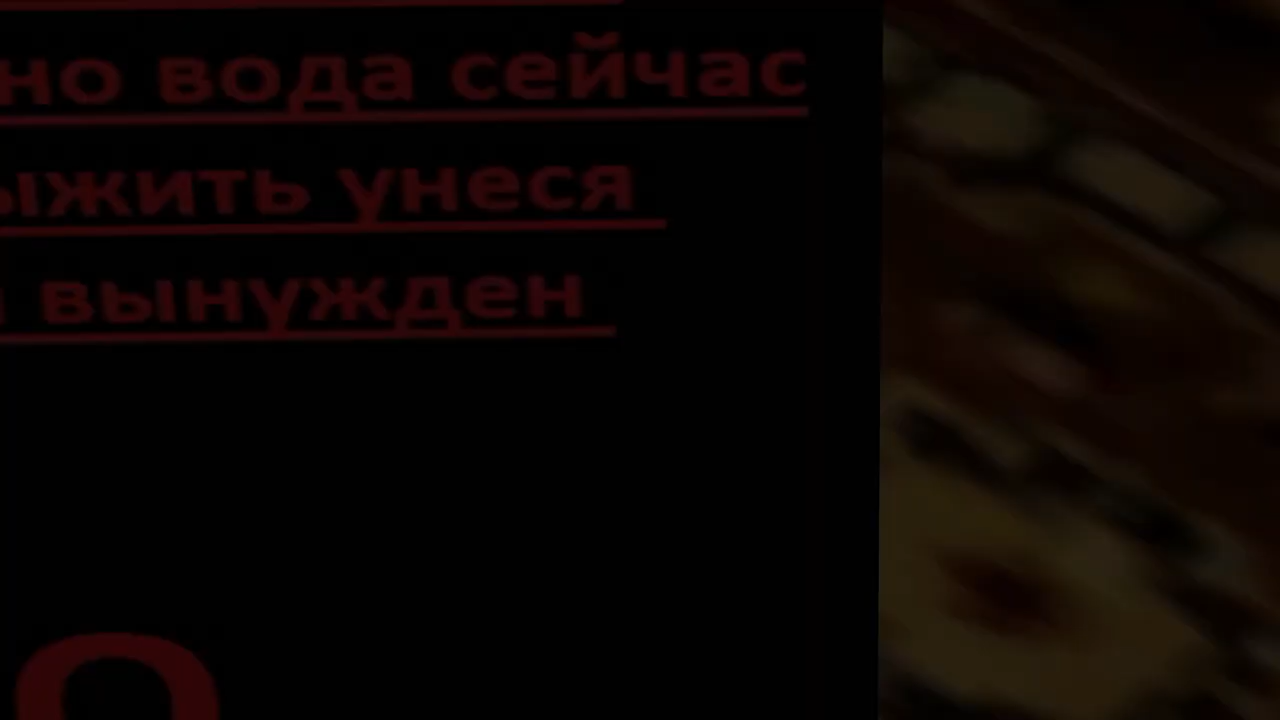 но вода сейчас
ыжить унеся
вынужден